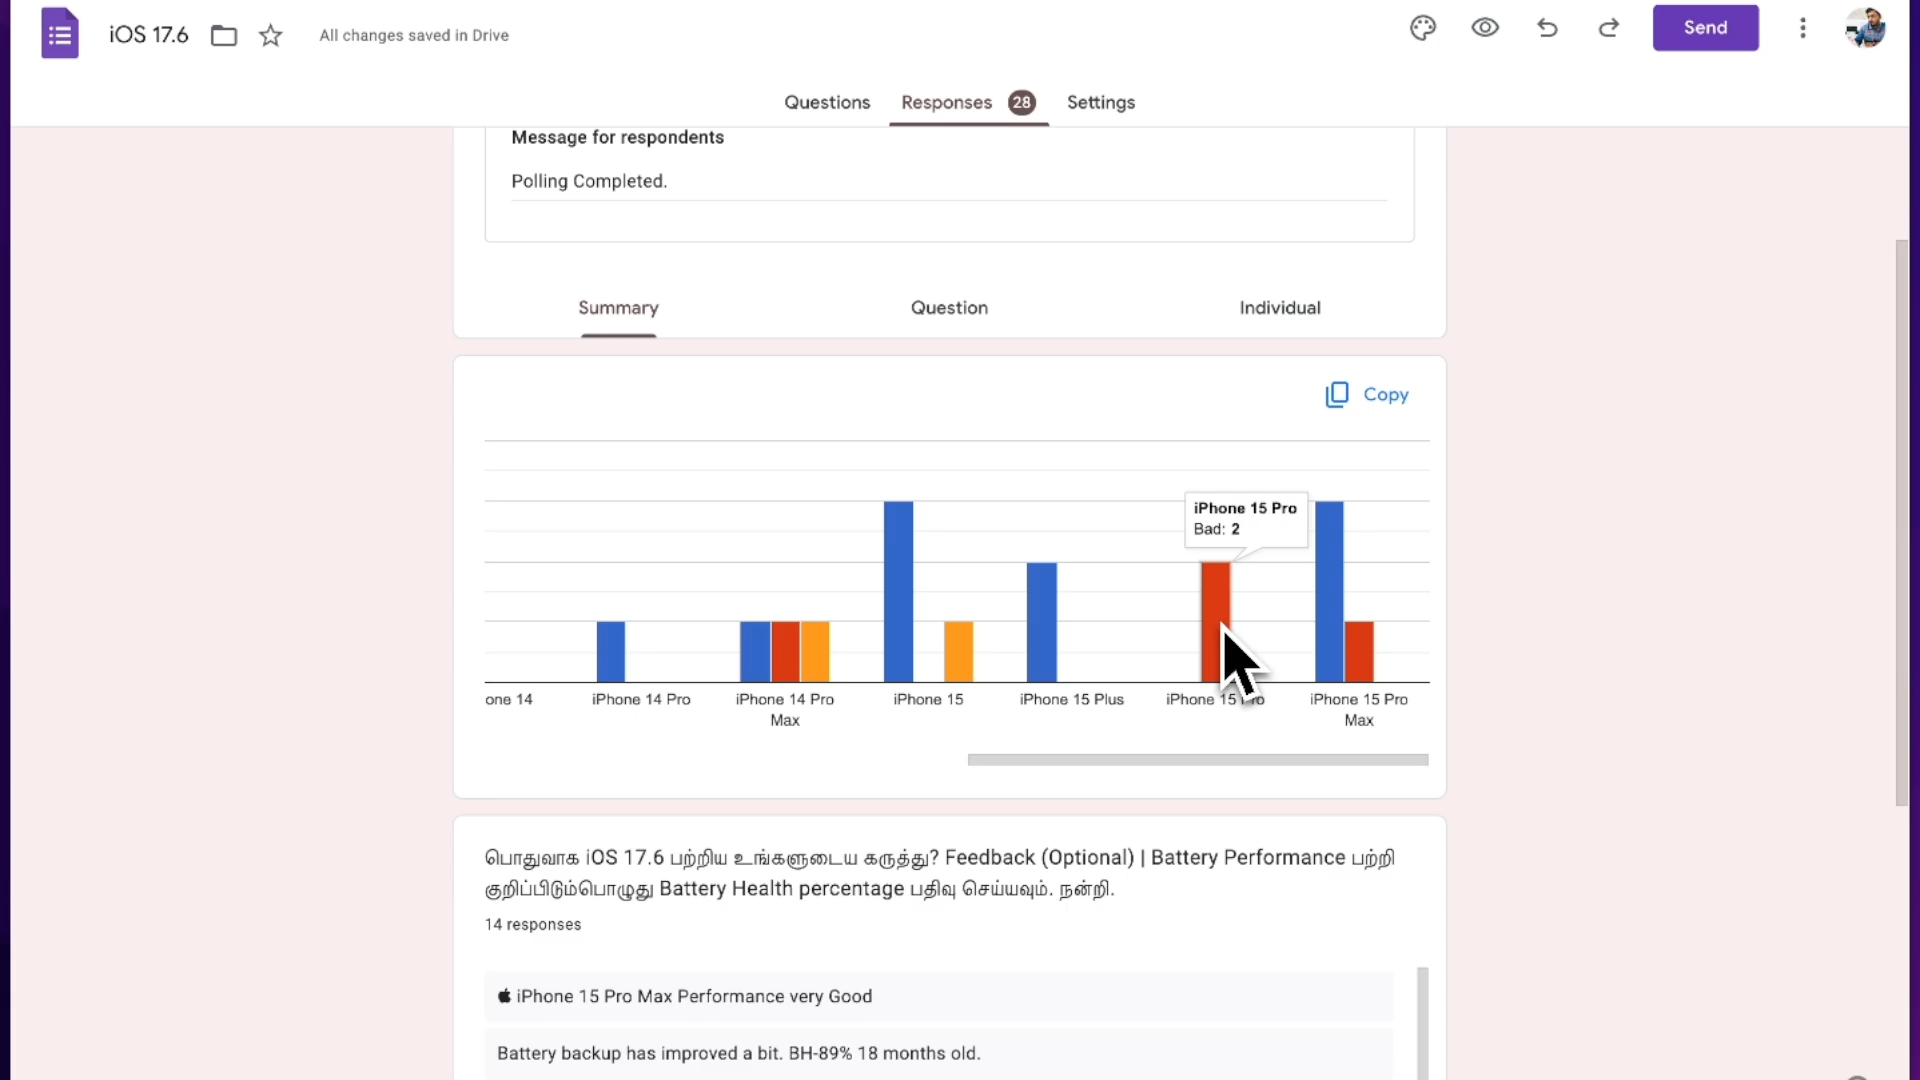 iOS 17.6
All changes saved in Drive
Send
Questions
Responses 28
Settings
Message for respondents
Polling Completed.
Summary
Question
Individual
Copy
iPhone 15 Pro
Bad: 2
one 14
iPhone 14 Pro
iPhone 14 Pro
Max
iPhone 15
iPhone 15 Plus
iPhone 15 Pro
iPhone 15 Pro
Max
பொதுவாக iOS 17.6 பற்றிய உங்களுடைய கருத்து? Feedback (Optional) | Battery Performance பற்றி
குறிப்பிடும்பொழுது Battery Health percentage பதிவு செய்யவும். நன்றி.
14 responses
iPhone 15 Pro Max Performance very Good
Battery backup has improved a bit. BH-89% 18 months old.